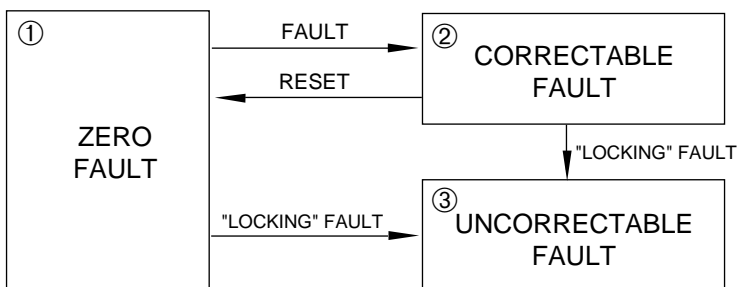 ①
ZERO
FAULT
FAULT
RESET
"LOCKING" FAULT
②
CORRECTABLE
FAULT
"LOCKING" FAULT
③
UNCORRECTABLE
FAULT